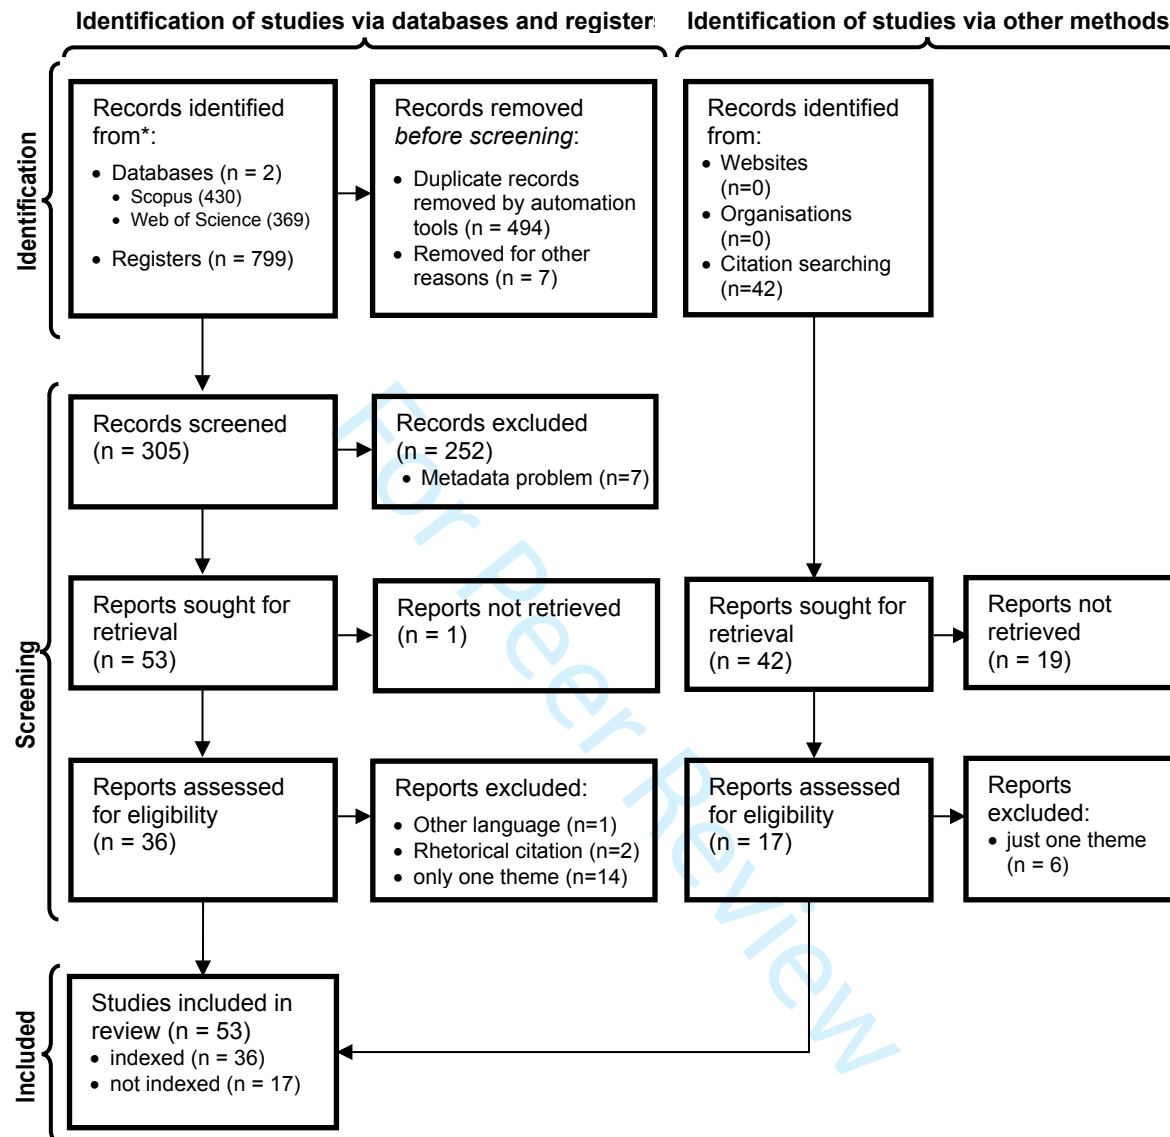 Identification of studies via databases and register
Identification of studies via other methods
Identification
Records identified
from*:
• Databases (n = 2)
• Scopus (430)
• Web of Science (369)
• Registers (n = 799)
Records removed
before screening:
• Duplicate records
removed by automation
tools (n = 494)
• Removed for other
reasons (n = 7)
Records identified
from:
• Websites
(n=0)
• Organisations
(n=0)
• Citation searching
(n=42)
Screening
Records screened
(n = 305)
Records excluded
(n = 252)
• Metadata problem (n=7)
Reports sought for
retrieval
(n = 53)
Reports not retrieved
(n = 1)
Reports sought for
retrieval
(n = 42)
Reports not
retrieved
(n = 19)
Reports assessed
for eligibility
(n = 36)
Reports excluded:
• Other language (n=1)
• Rhetorical citation (n=2)
• only one theme (n=14)
Reports assessed
for eligibility
(n = 17)
Reports
excluded:
• just one theme
(n = 6)
Included
Studies included in
review (n = 53)
• indexed (n = 36)
• not indexed (n = 17)
For Peer Review